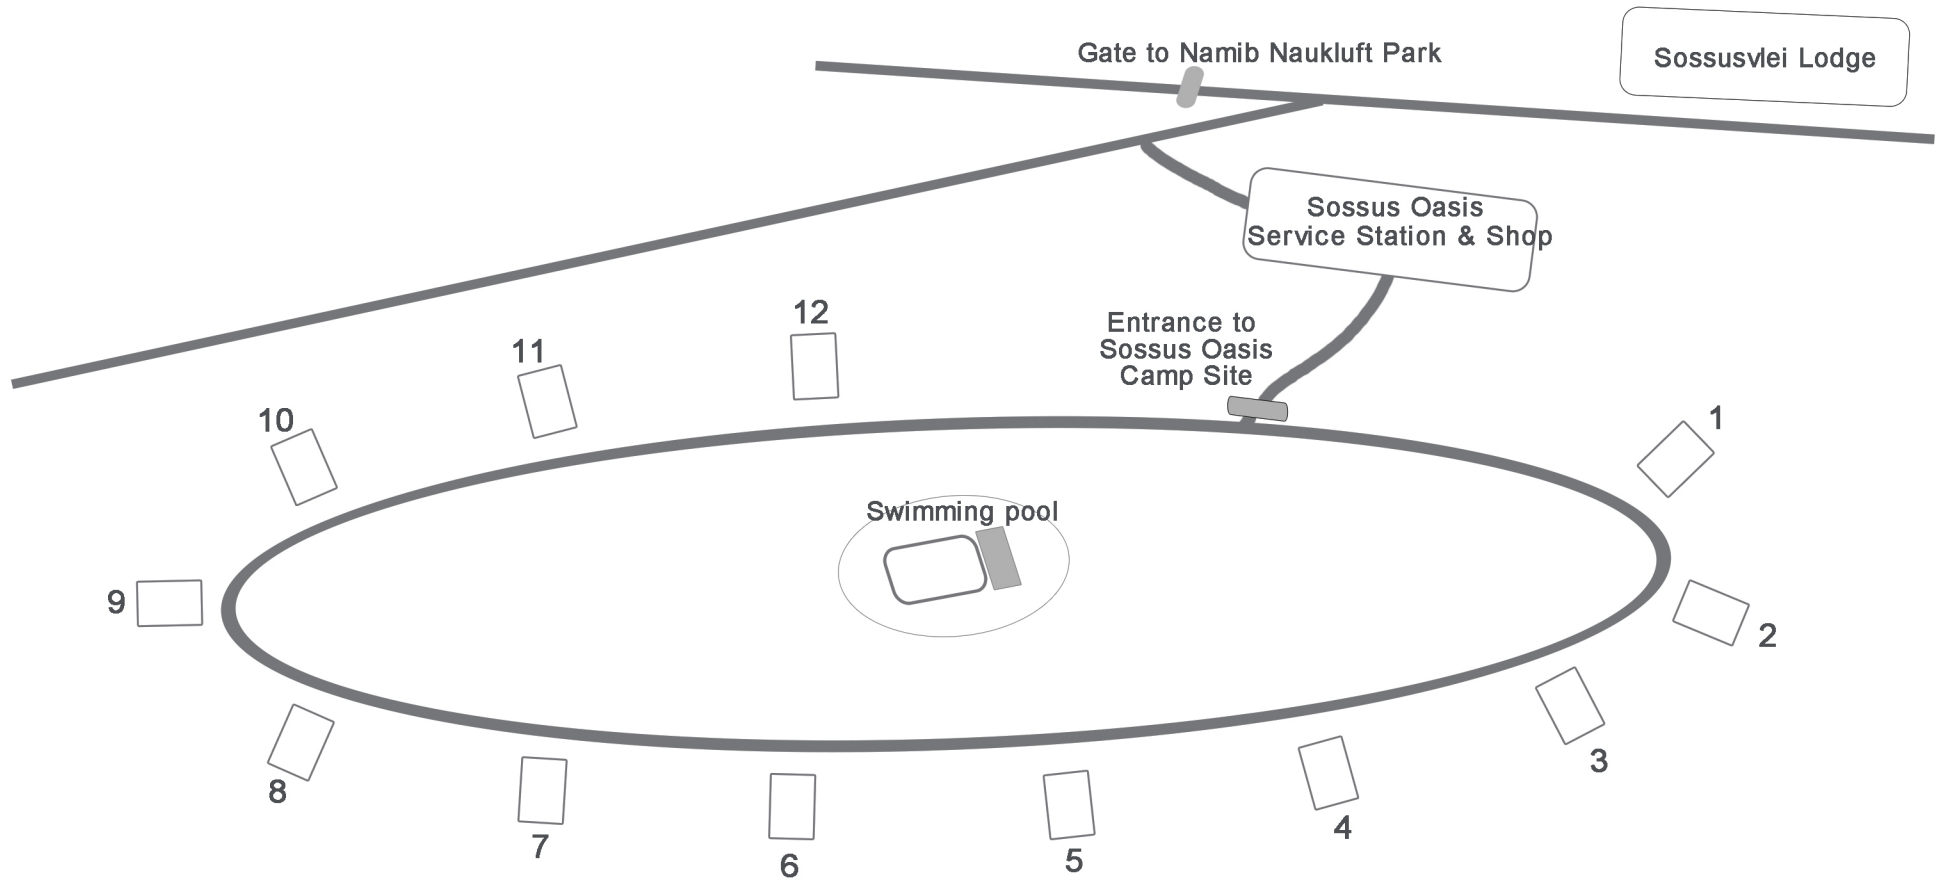 Gate to Namib Naukluft Park
Sossusvlei Lodge
Sossus Oasis
Service Station & Shop
Entrance to
Sossus Oasis
Camp Site
12
11
10
1
Swimming pool
9
2
3
8
4
7
5
6